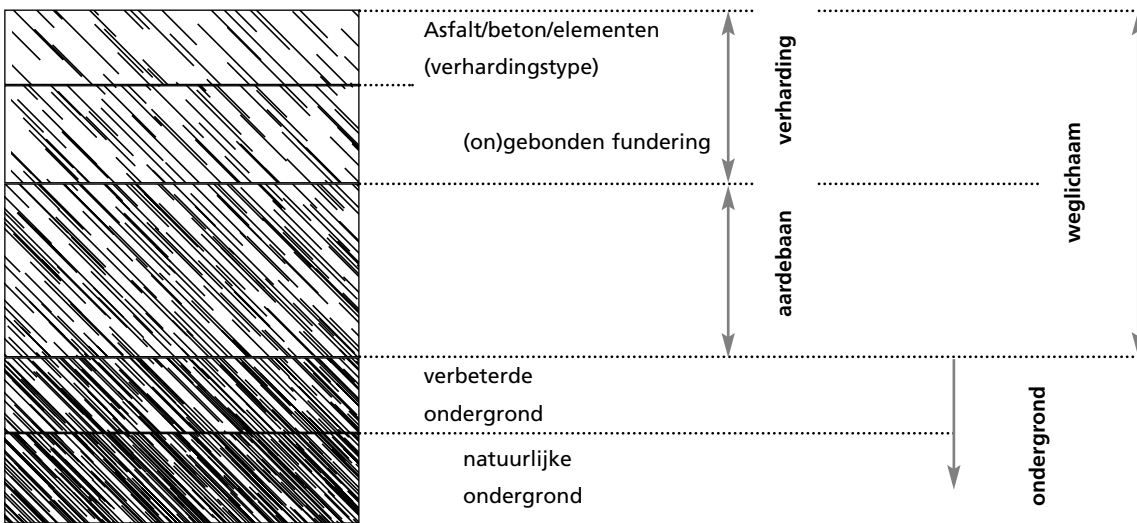 Asfalt/beton/elementen
(verhardingstype)
(on)gebonden fundering
verharding
aardebaan
weglichaam
verbeterde
ondergrond
natuurlijke
ondergrond
ondergrond